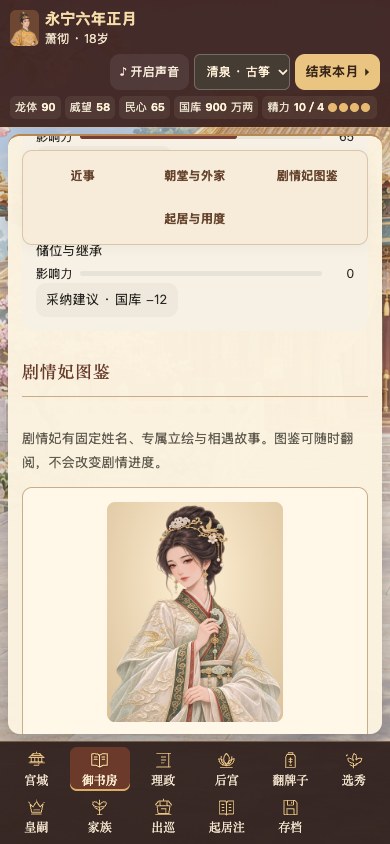 永宁六年正月
萧彻 · 18岁
♪ 开启声音
清泉 · 古筝
结束本月
龙体 90
威望 58
民心 65
国库 900 万两
精力 10 / 4
影响力 65
近事
朝堂与外家
剧情妃图鉴
起居与用度
储位与继承
影响力 0
采纳建议 · 国库 −12
剧情妃图鉴
剧情妃有固定姓名、专属立绘与相遇故事。图鉴可随时翻
阅，不会改变剧情进度。
宫城
御书房
理政
后宫
翻牌子
选秀
皇嗣
家族
出巡
起居注
存档